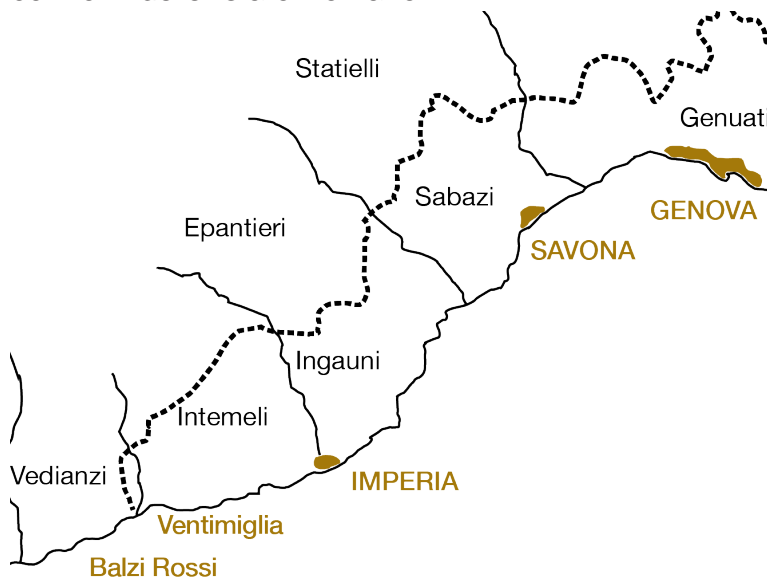 Statielli
Genuati
Sabazi
GENOVA
Epantieri
SAVONA
Ingauni
Intemeli
Vedianzi
IMPERIA
Ventimiglia
Balzi Rossi